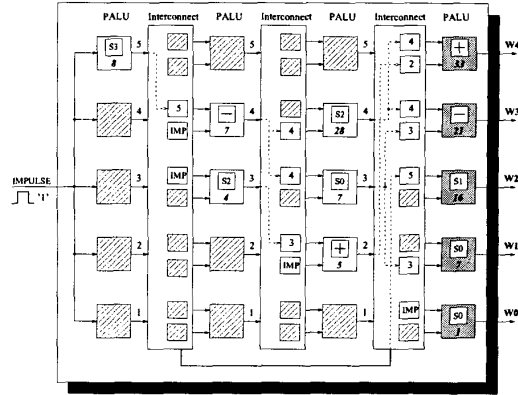 PALU Interconnect PALU Interconnect PALU Interconnect PALU
S3 5 5 5 4 + W4
8 2 33
4 5 − 4 S2 4 4 − W3
IMP 7 4 28 3 21
IMPULSE 3 IMP S2 3 4 S0 3 5 S1 W2
'1' 4 7 16
2 2 3 + 2 S0 W1
IMP 5 3 7
1 1 1 IMP S0 W0
1